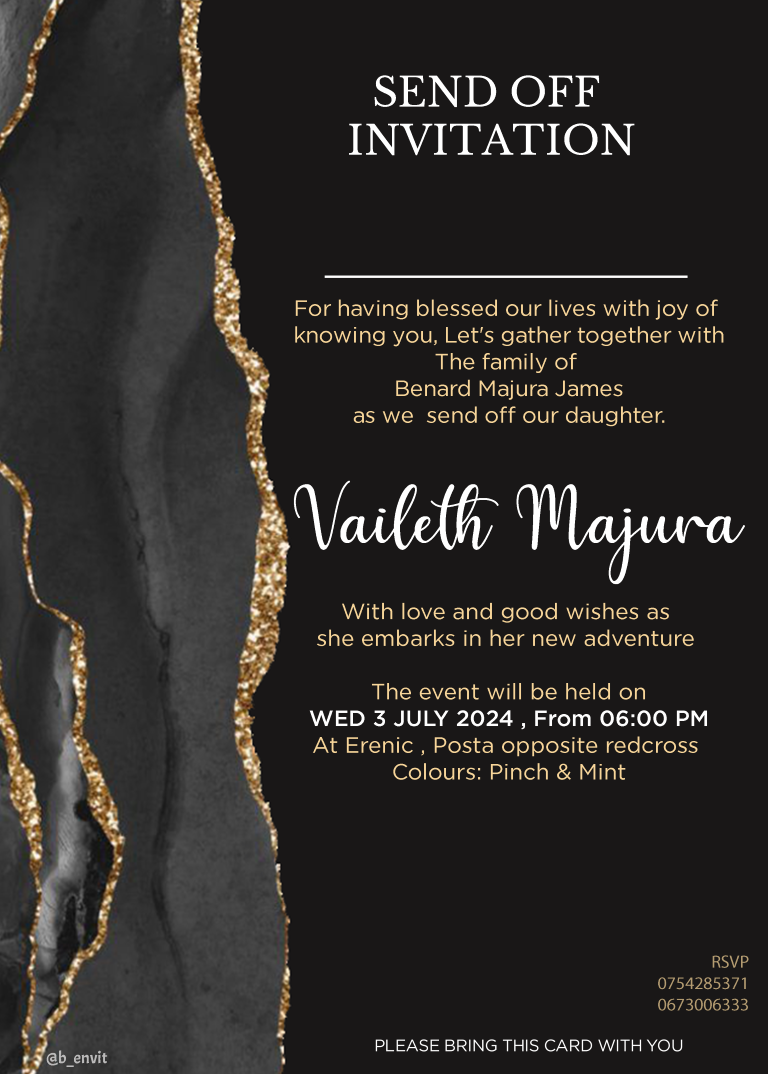 SEND OFF
INVITATION
For having blessed our lives with joy of
knowing you, Let's gather together with
The family of
Benard Majura James
as we send off our daughter.
Vaileth Majura
With love and good wishes as
she embarks in her new adventure
The event will be held on
WED 3 JULY 2024 , From 06:00 PM
At Erenic , Posta opposite redcross
Colours: Pinch & Mint
RSVP
0754285371
0673006333
PLEASE BRING THIS CARD WITH YOU
@b_envit